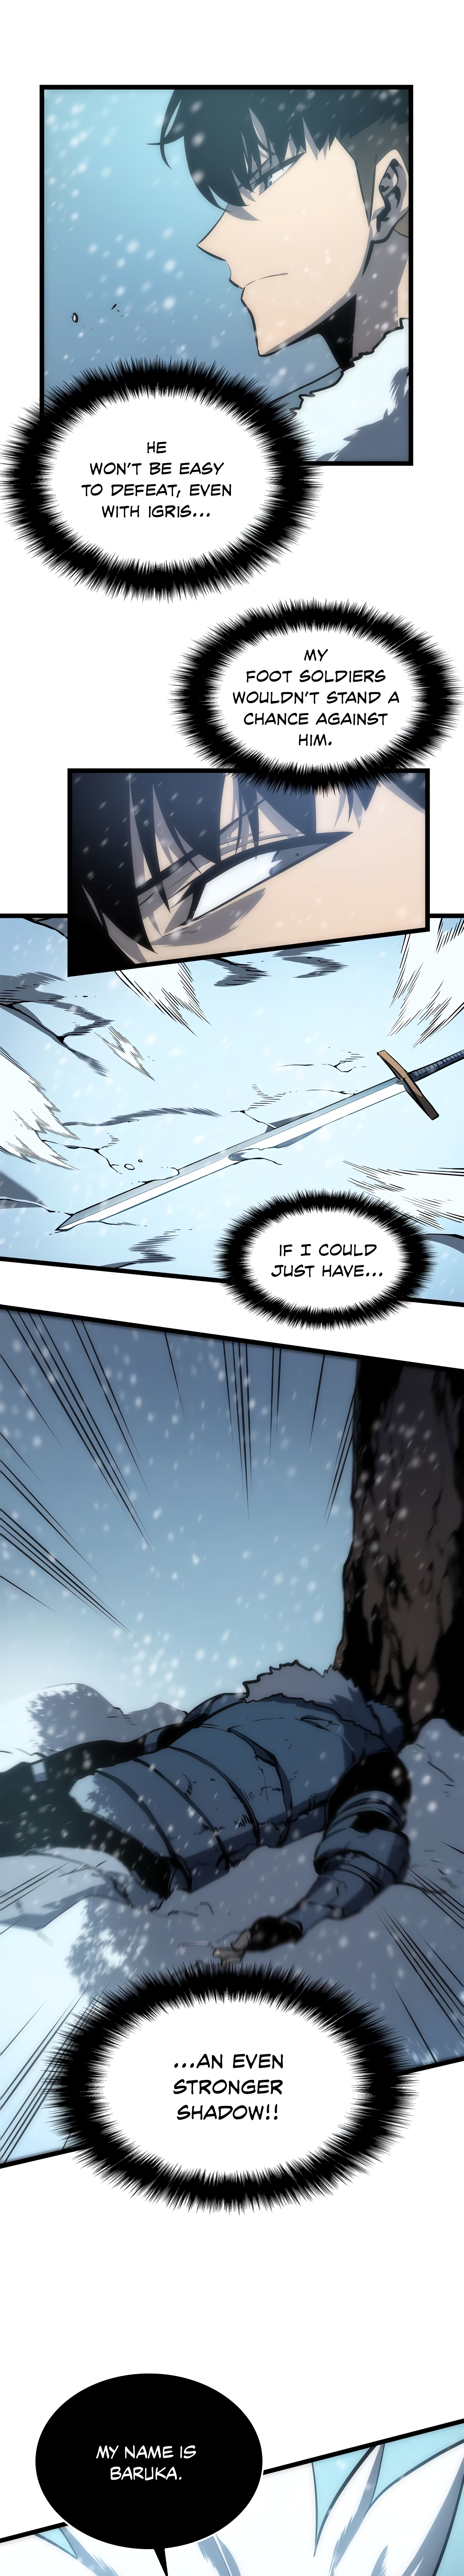 HE
WON'T BE EASY
TO DEFEAT, EVEN
WITH IGRIS...
MY
FOOT SOLDIERS
WOULDN'T STAND A
CHANCE AGAINST
HIM.
IF I COULD
JUST HAVE...
...AN EVEN
STRONGER
SHADOW!!
MY NAME IS
BARUKA.